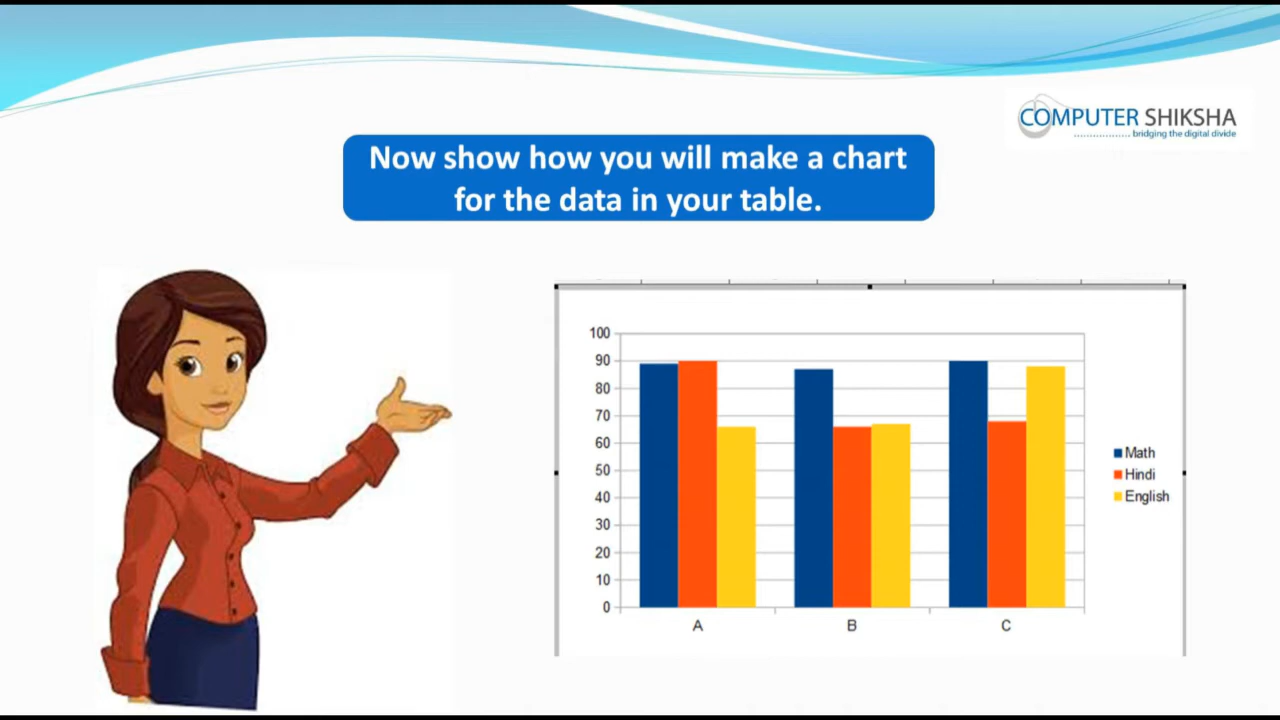 COMPUTER SHIKSHA
bridging the digital divide
Now show how you will make a chart
for the data in your table.
100
90
80
70
60
50
40
30
20
10
0
A B C
Math
Hindi
English